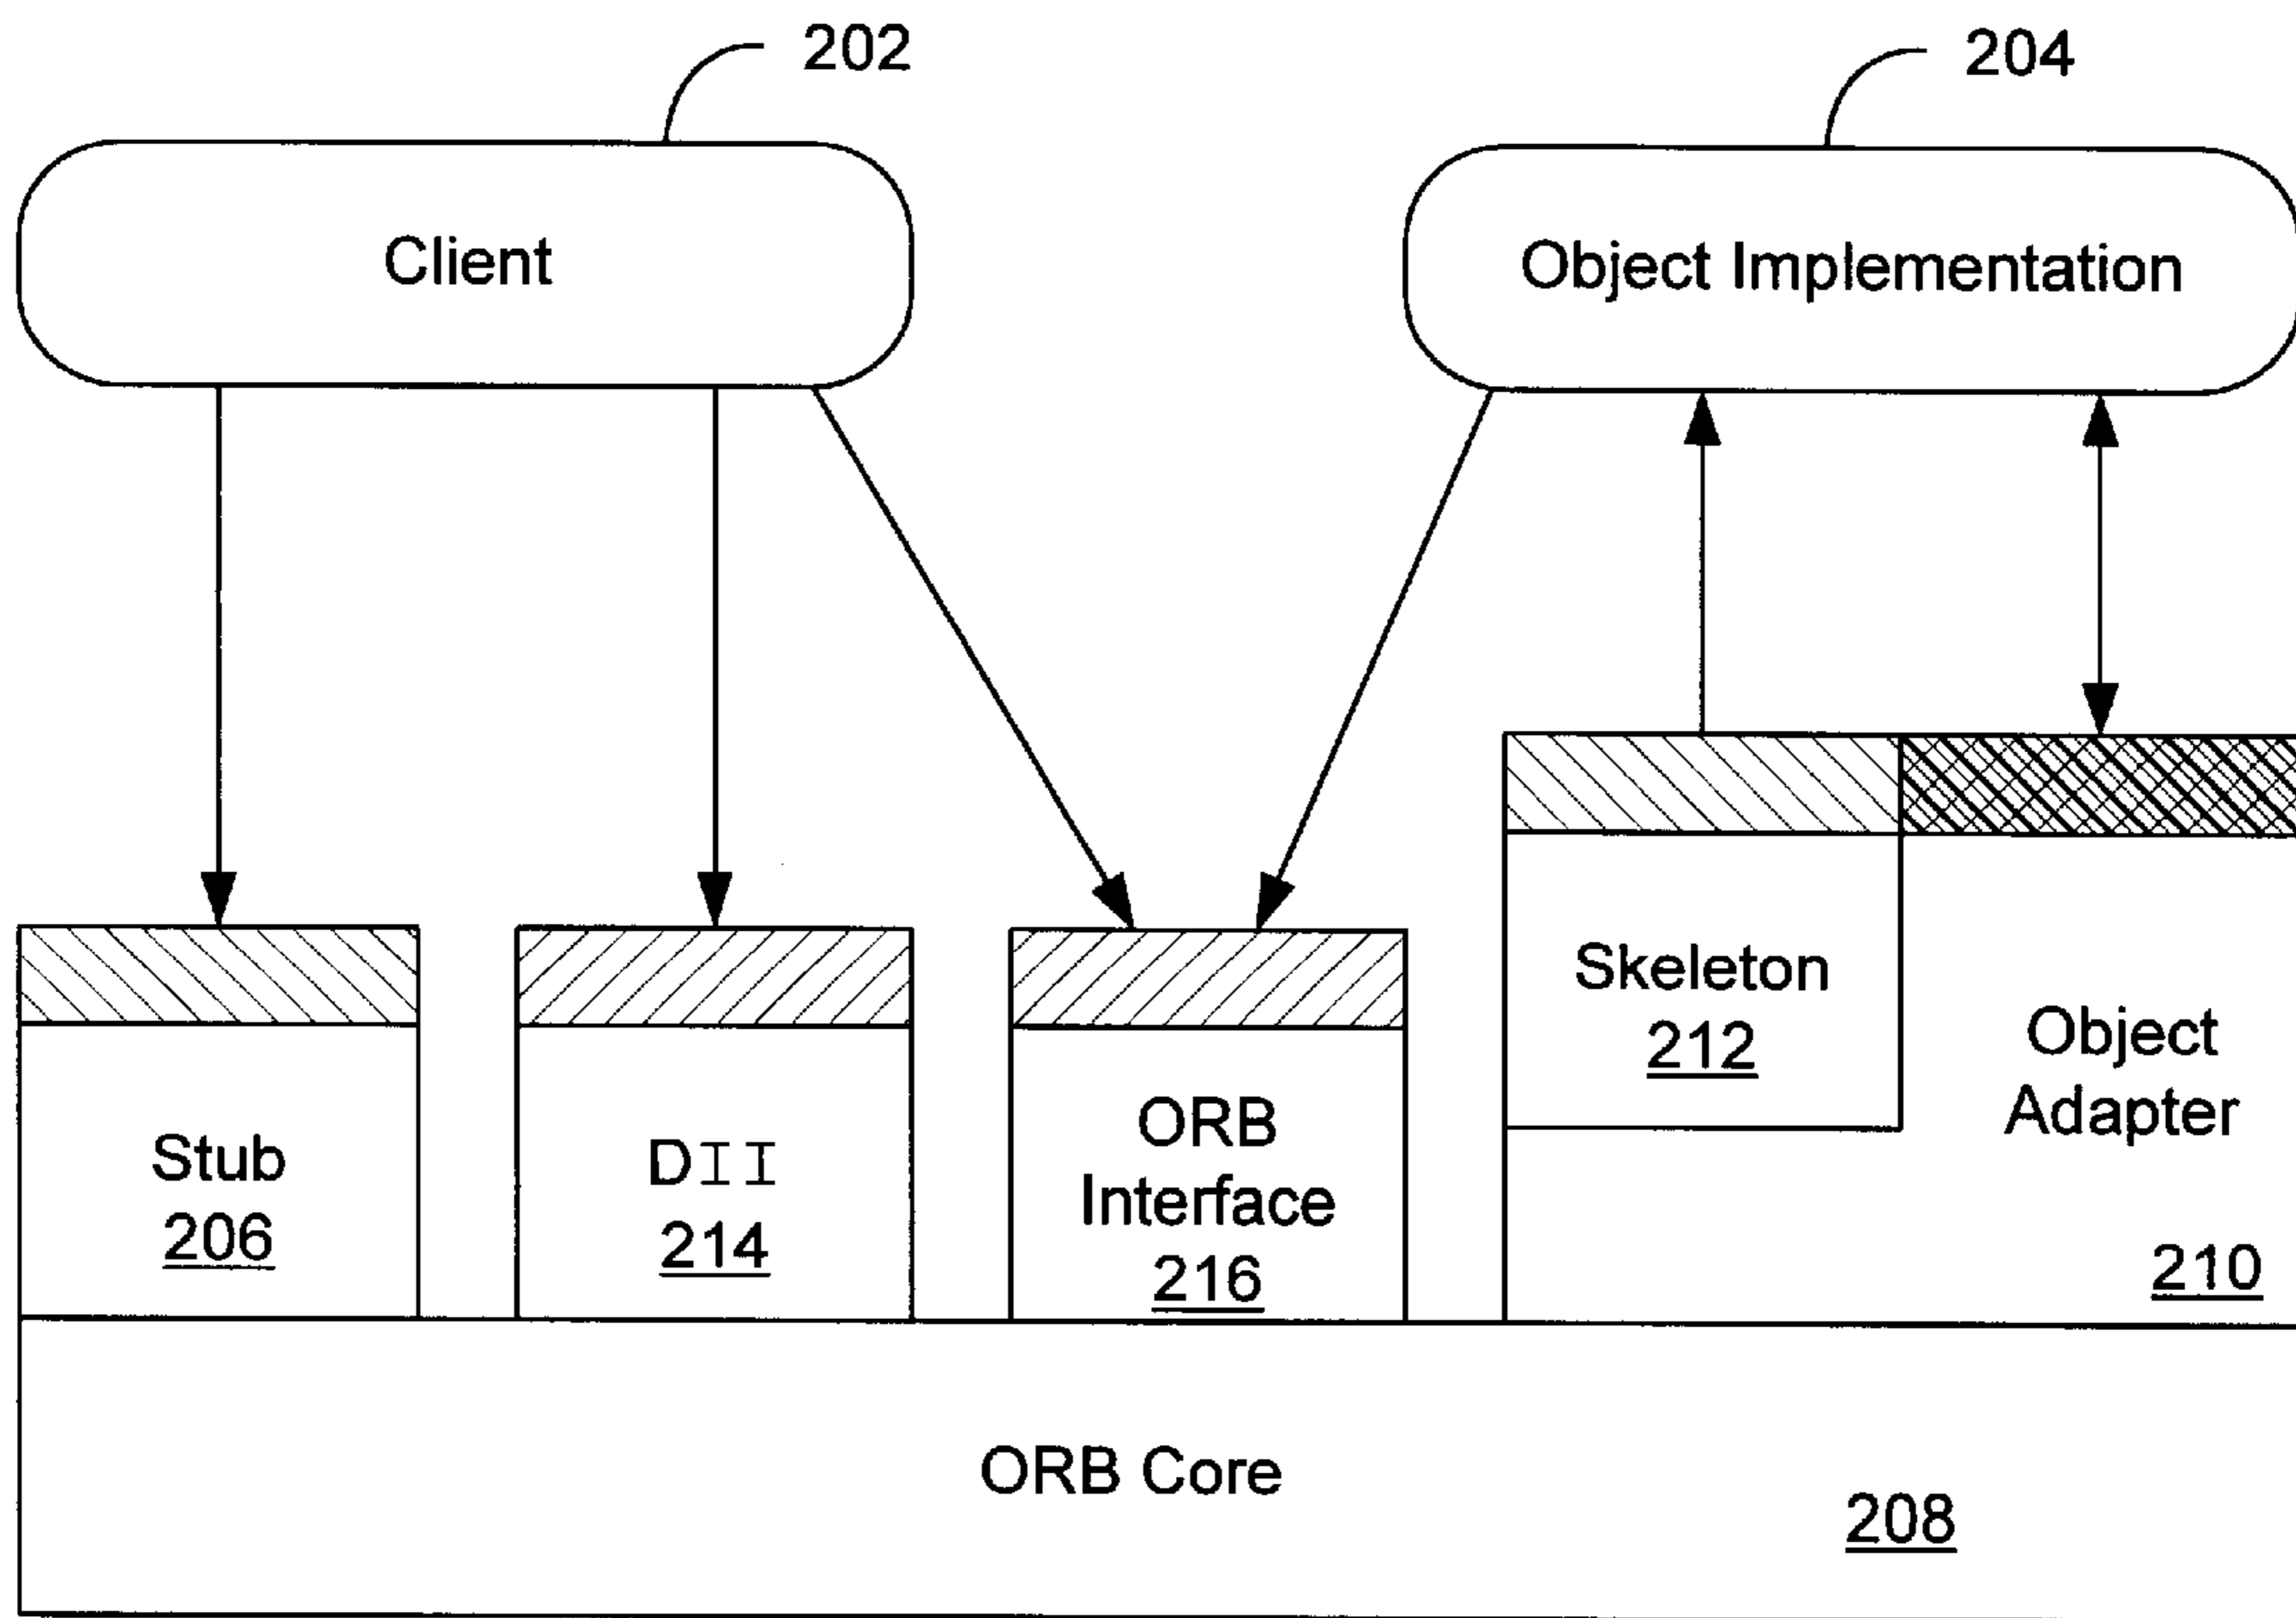 202
204
Client
Object Implementation
Stub
206
DII
214
ORB
Interface
216
Skeleton
212
Object
Adapter
210
ORB Core
208